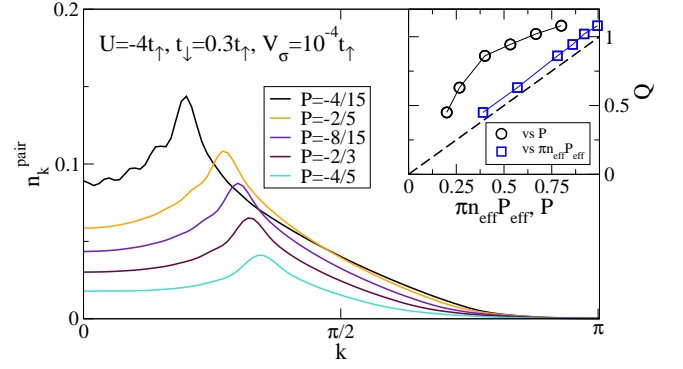 U=-4t↑, t↓=0.3t↑, Vσ=10⁻⁴t↑
P=-4/15
P=-2/5
P=-8/15
P=-2/3
P=-4/5
n_k^pair
0.2
0.1
0
0
π/2
π
k
vs P
vs πn_eff P_eff
0
0.25
0.5
0.75
1
πn_eff P_eff, P
1
0.5
0
Q